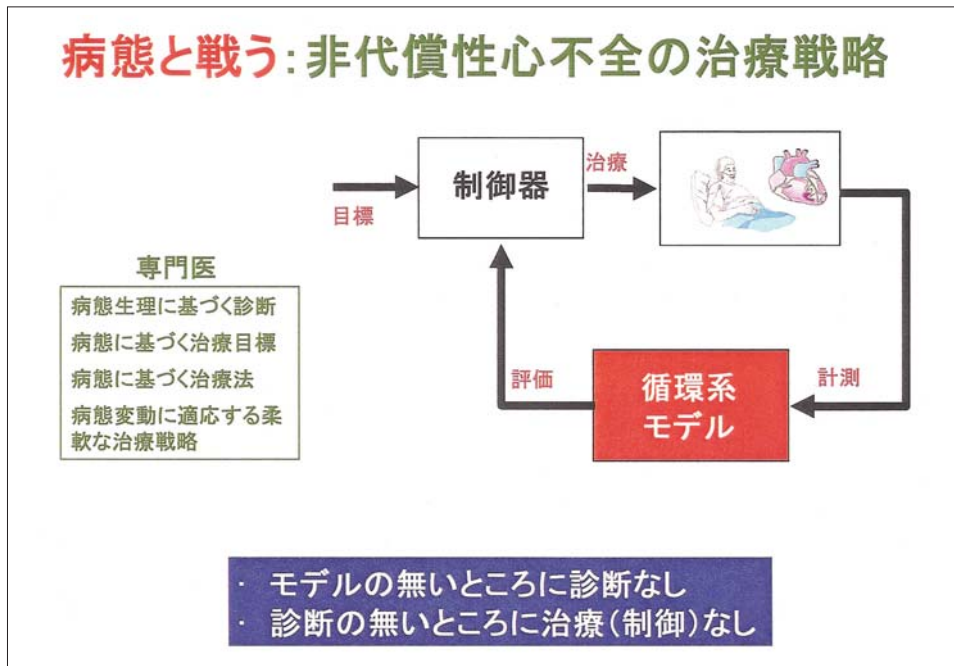 病態と戦う:非代償性心不全の治療戦略
制御器
治療
目標
専門医
病態生理に基づく診断
病態に基づく治療目標
病態に基づく治療法
病態変動に適応する柔
軟な治療戦略
評価
循環系
モデル
計測
・ モデルの無いところに診断なし
・ 診断の無いところに治療(制御)なし